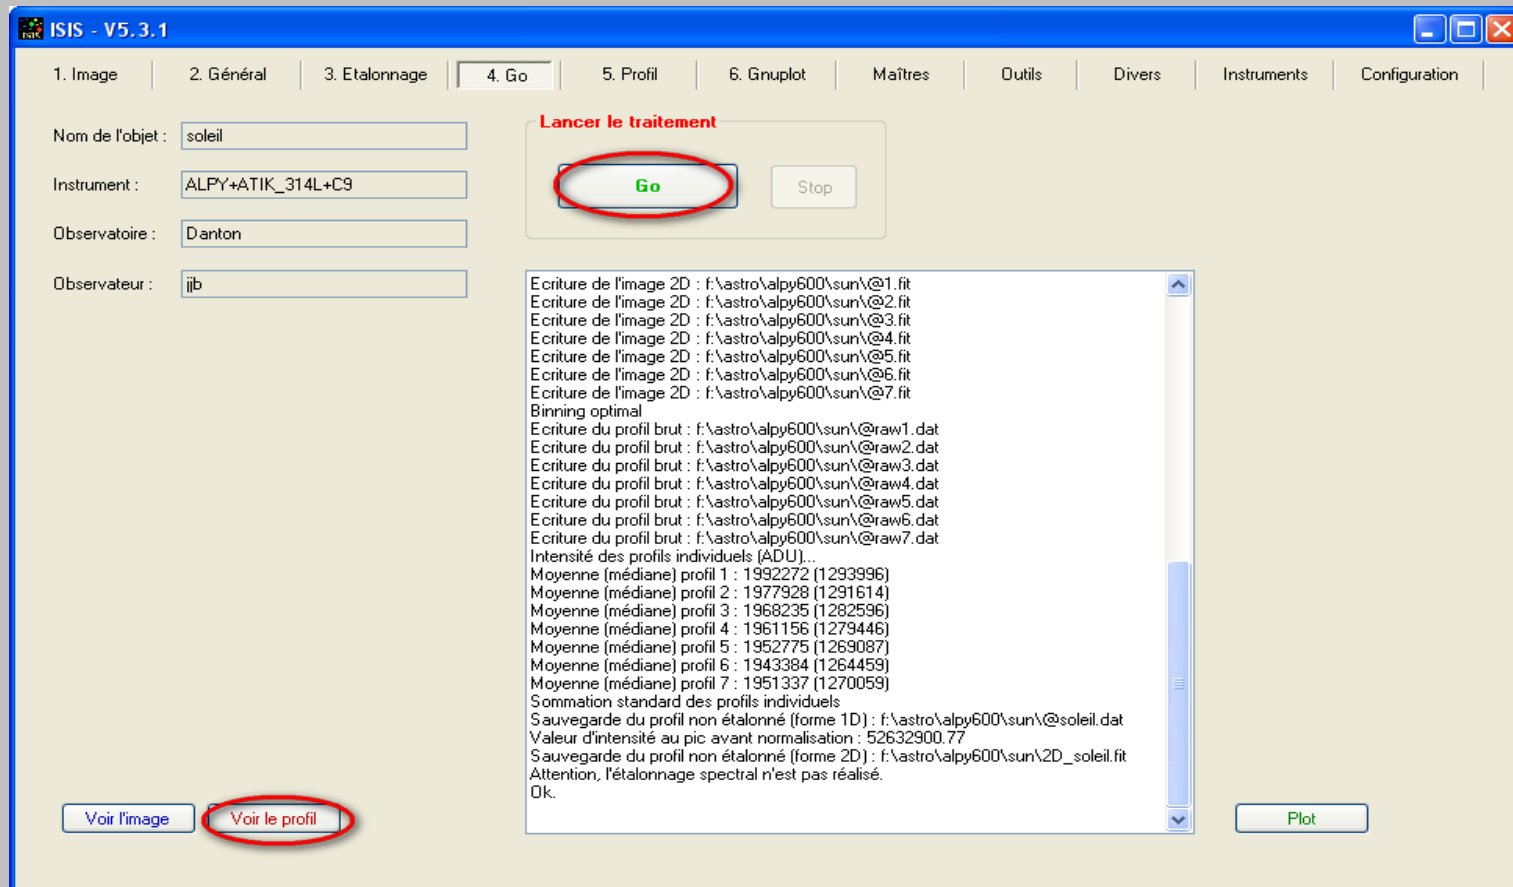 ISIS - V5.3.1
1. Image 2. Général 3. Etalonnage 4. Go 5. Profil 6. Gnuplot Maîtres Outils Divers Instruments Configuration
Nom de l'objet : soleil
Instrument : ALPY+ATIK_314L+C9
Observatoire : Danton
Observateur : jjb
Lancer le traitement
Go Stop
Ecriture de l'image 2D : f:\astro\alpy600\sun\@1.fit
Ecriture de l'image 2D : f:\astro\alpy600\sun\@2.fit
Ecriture de l'image 2D : f:\astro\alpy600\sun\@3.fit
Ecriture de l'image 2D : f:\astro\alpy600\sun\@4.fit
Ecriture de l'image 2D : f:\astro\alpy600\sun\@5.fit
Ecriture de l'image 2D : f:\astro\alpy600\sun\@6.fit
Ecriture de l'image 2D : f:\astro\alpy600\sun\@7.fit
Binning optimal
Ecriture du profil brut : f:\astro\alpy600\sun\@raw1.dat
Ecriture du profil brut : f:\astro\alpy600\sun\@raw2.dat
Ecriture du profil brut : f:\astro\alpy600\sun\@raw3.dat
Ecriture du profil brut : f:\astro\alpy600\sun\@raw4.dat
Ecriture du profil brut : f:\astro\alpy600\sun\@raw5.dat
Ecriture du profil brut : f:\astro\alpy600\sun\@raw6.dat
Ecriture du profil brut : f:\astro\alpy600\sun\@raw7.dat
Intensité des profils individuels (ADU)...
Moyenne (médiane) profil 1 : 1992272 (1293996)
Moyenne (médiane) profil 2 : 1977928 (1291614)
Moyenne (médiane) profil 3 : 1968235 (1282596)
Moyenne (médiane) profil 4 : 1961156 (1279446)
Moyenne (médiane) profil 5 : 1952775 (1269087)
Moyenne (médiane) profil 6 : 1943384 (1264459)
Moyenne (médiane) profil 7 : 1951337 (1270059)
Sommation standard des profils individuels
Sauvegarde du profil non étalonné (forme 1D) : f:\astro\alpy600\sun\@soleil.dat
Valeur d'intensité au pic avant normalisation : 52632900.77
Sauvegarde du profil non étalonné (forme 2D) : f:\astro\alpy600\sun\2D_soleil.fit
Attention, l'étalonnage spectral n'est pas réalisé.
Ok.
Voir l'image Voir le profil Plot